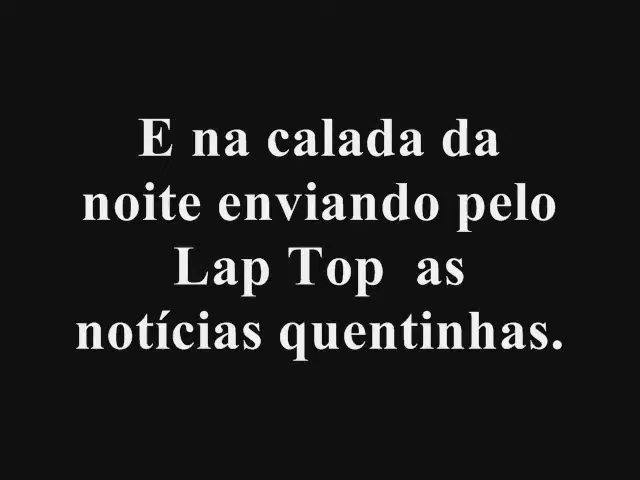 E na calada da
noite enviando pelo
Lap Top  as
notícias quentinhas.